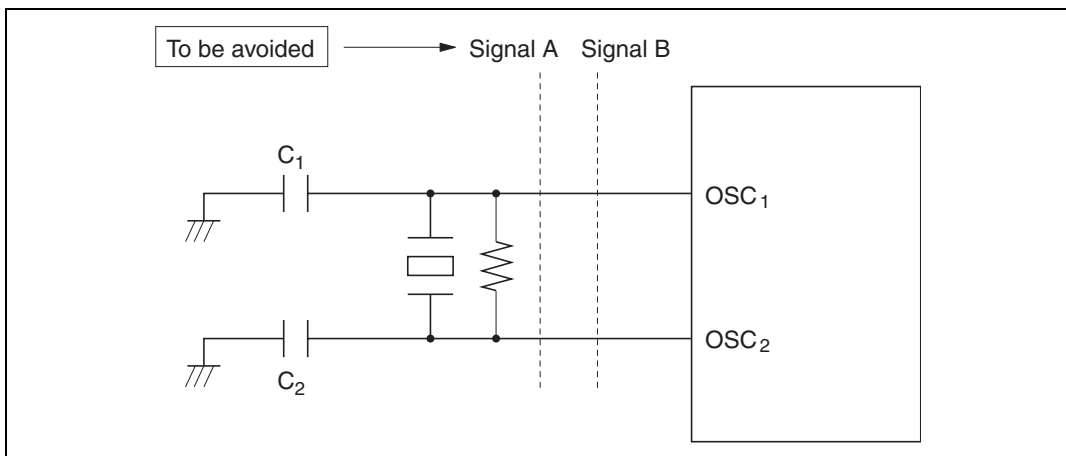 To be avoided Signal A Signal B
C1
OSC1
OSC2
C2